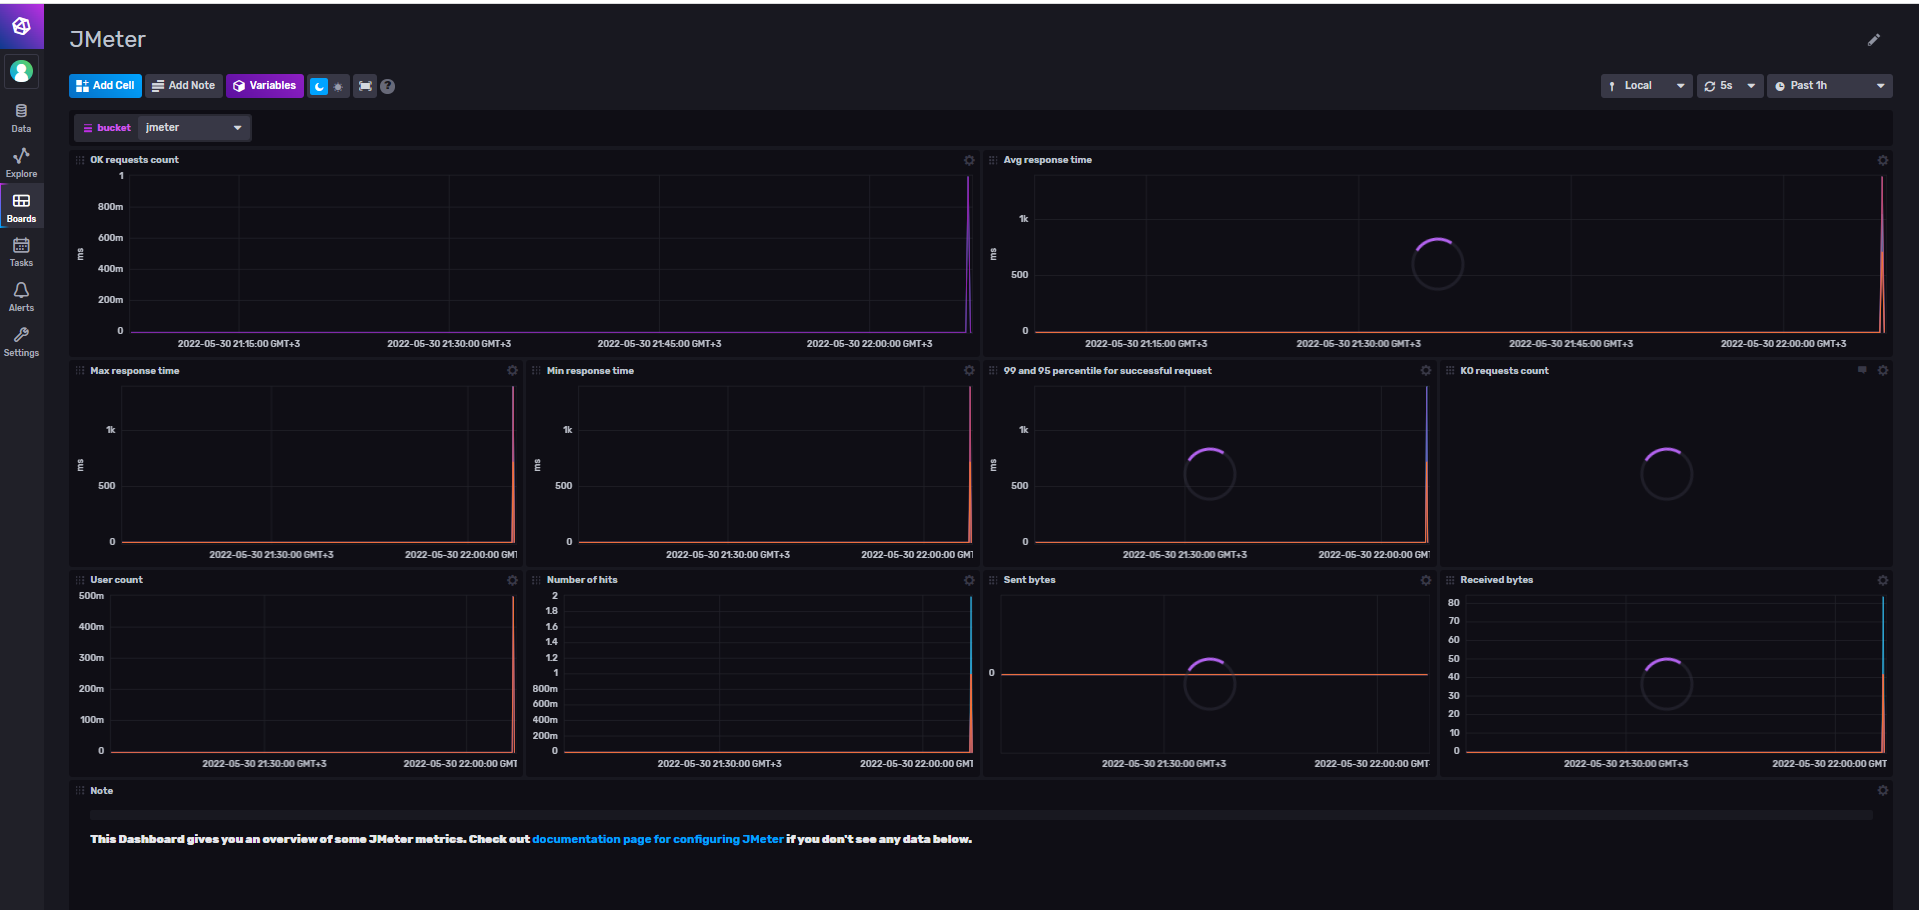 JMeter
Add Cell
Add Note
Variables
?
Local
5s
Past 1h
Data
Explore
Boards
Tasks
Alerts
Settings
bucket
jmeter
OK requests count
1
800m
600m
400m
200m
0
ms
2022-05-30 21:15:00 GMT+3
2022-05-30 21:30:00 GMT+3
2022-05-30 21:45:00 GMT+3
2022-05-30 22:00:00 GMT+3
Avg response time
1k
500
0
ms
2022-05-30 21:15:00 GMT+3
2022-05-30 21:30:00 GMT+3
2022-05-30 21:45:00 GMT+3
2022-05-30 22:00:00 GMT+3
Max response time
1k
500
0
ms
2022-05-30 21:30:00 GMT+3
2022-05-30 22:00:00 GMT
Min response time
1k
500
0
ms
2022-05-30 21:30:00 GMT+3
2022-05-30 22:00:00 GMT
99 and 95 percentile for successful request
1k
500
0
ms
2022-05-30 21:30:00 GMT+3
2022-05-30 22:00:00 GMT
KO requests count
User count
500m
400m
300m
200m
100m
0
2022-05-30 21:30:00 GMT+3
2022-05-30 22:00:00 GMT
Number of hits
2
1.8
1.6
1.4
1.2
1
800m
600m
400m
200m
0
2022-05-30 21:30:00 GMT+3
2022-05-30 22:00:00 GMT
Sent bytes
0
2022-05-30 21:30:00 GMT+3
2022-05-30 22:00:00 GMT
Received bytes
80
70
60
50
40
30
20
10
0
2022-05-30 21:30:00 GMT+3
2022-05-30 22:00:00 GMT
Note
This Dashboard gives you an overview of some JMeter metrics. Check out documentation page for configuring JMeter if you don't see any data below.